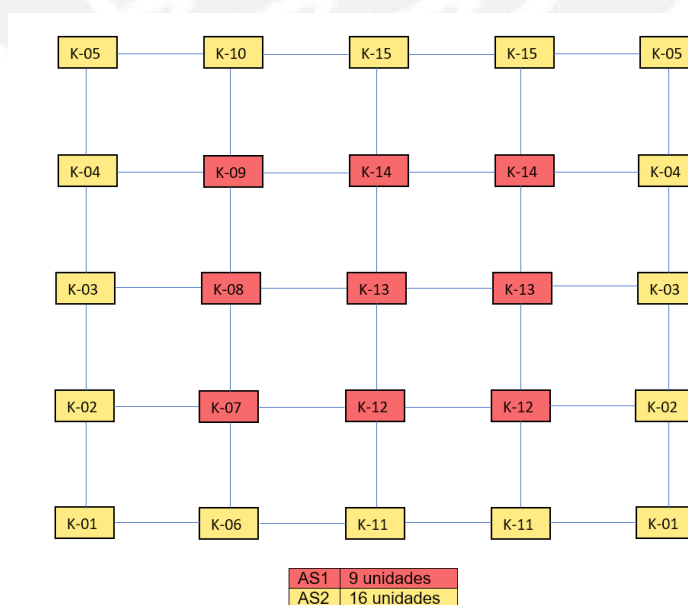 K-05 K-10 K-15 K-15 K-05
K-04 K-09 K-14 K-14 K-04
K-03 K-08 K-13 K-13 K-03
K-02 K-07 K-12 K-12 K-02
K-01 K-06 K-11 K-11 K-01
AS1 9 unidades
AS2 16 unidades